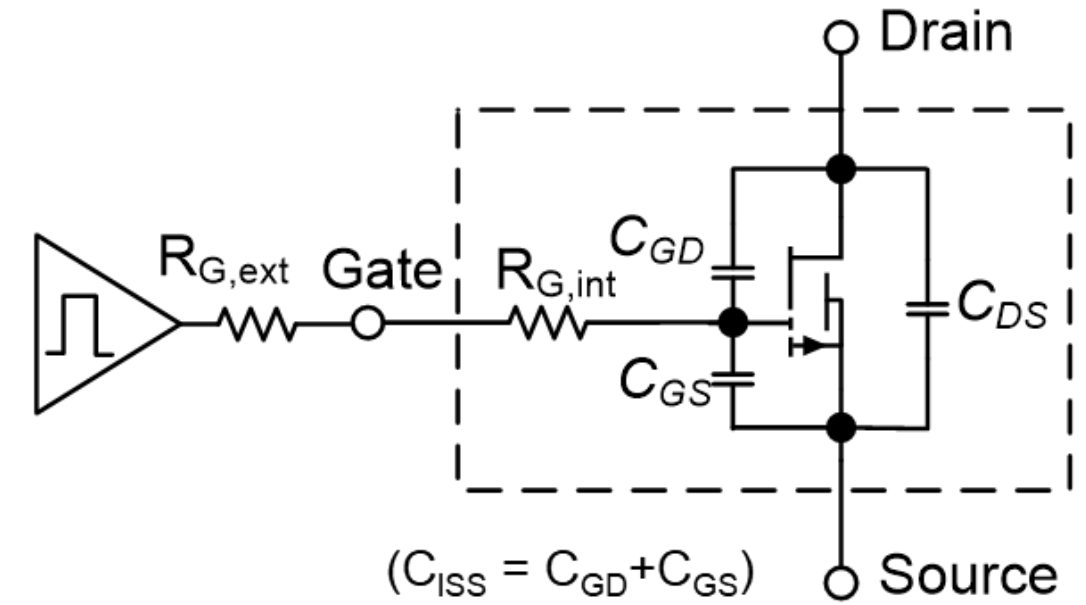 Drain
R_G,ext
Gate
R_G,int
C_GD
C_GS
C_DS
(C_ISS = C_GD+C_GS)
Source